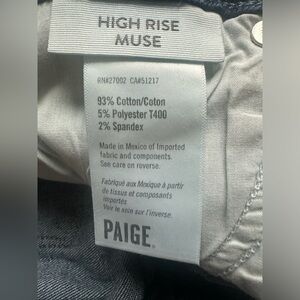 HIGH RISE
MUSE
RN#27002 CA#51217
93% Cotton/Coton
5% Polyester T400
2% Spandex
Made in Mexico of Imported
fabric and components.
See care on reverse.
Fabriqué aux Mexique à partir
de tissus et composants
importés
Voir le soin sur l'inverse.
PAIGE.